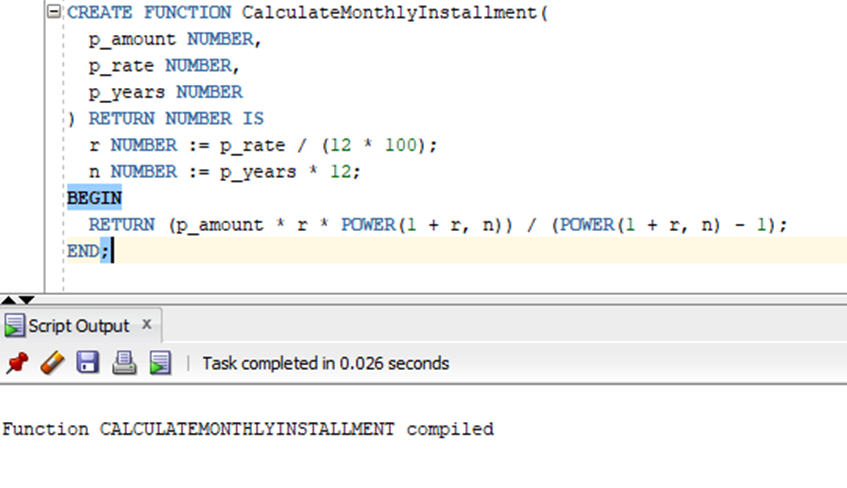 CREATE FUNCTION CalculateMonthlyInstallment(
  p_amount NUMBER,
  p_rate NUMBER,
  p_years NUMBER
) RETURN NUMBER IS
  r NUMBER := p_rate / (12 * 100);
  n NUMBER := p_years * 12;
BEGIN
  RETURN (p_amount * r * POWER(1 + r, n)) / (POWER(1 + r, n) - 1);
END;
Script Output x
Task completed in 0.026 seconds
Function CALCULATEMONTHLYINSTALLMENT compiled